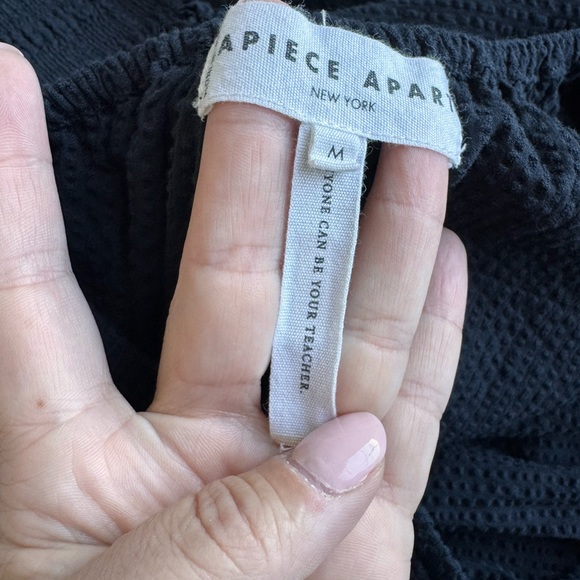 APIECE APART
NEW YORK
M
YONE CAN BE YOUR TEACHER.